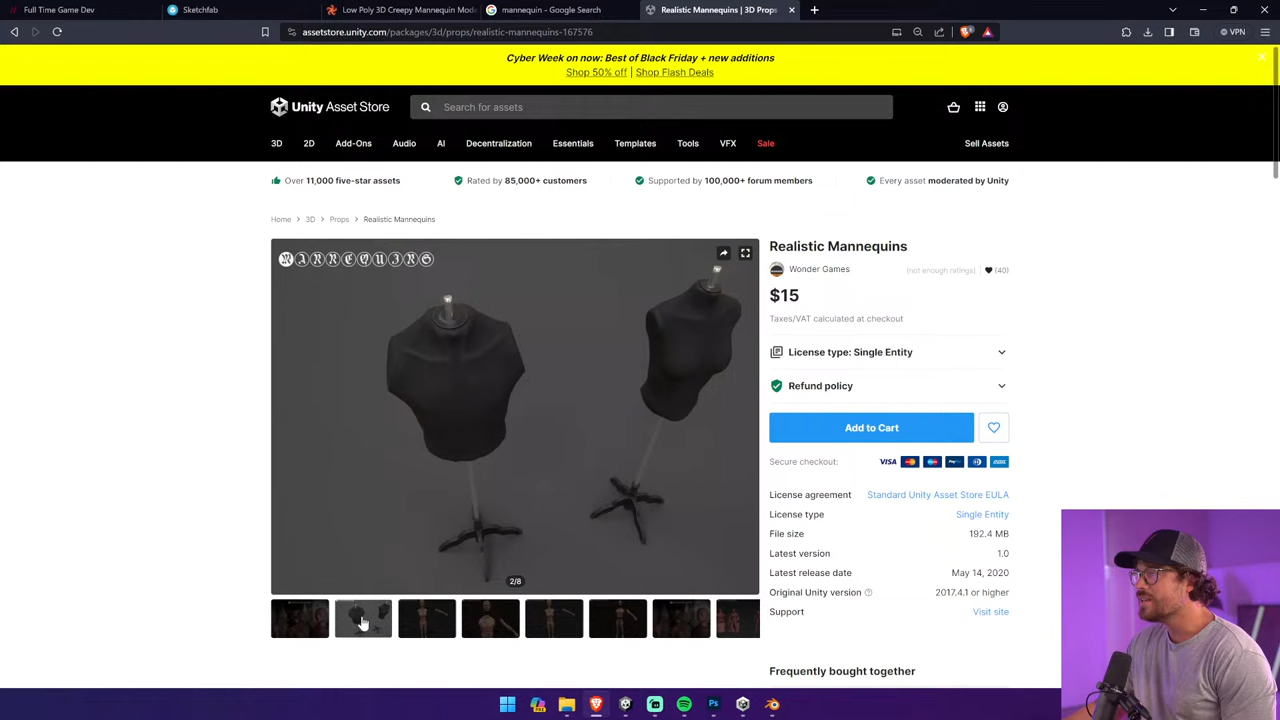 Full Time Game Dev
Sketchfab
Low Poly 3D Creepy Mannequin Mode
mannequin - Google Search
Realistic Mannequins | 3D Props
assetstore.unity.com/packages/3d/props/realistic-mannequins-167576
VPN
Cyber Week on now: Best of Black Friday + new additions
Shop 50% off | Shop Flash Deals
Unity Asset Store
Search for assets
3D 2D Add-Ons Audio AI Decentralization Essentials Templates Tools VFX Sale Sell Assets
Over 11,000 five-star assets
Rated by 85,000+ customers
Supported by 100,000+ forum members
Every asset moderated by Unity
Home > 3D > Props > Realistic Mannequins
2/8
Realistic Mannequins
Wonder Games
(not enough ratings)
(40)
$15
Taxes/VAT calculated at checkout
License type: Single Entity
Refund policy
Add to Cart
Secure checkout:
VISA
License agreement Standard Unity Asset Store EULA
License type Single Entity
File size 192.4 MB
Latest version 1.0
Latest release date May 14, 2020
Original Unity version 2017.4.1 or higher
Support Visit site
Frequently bought together